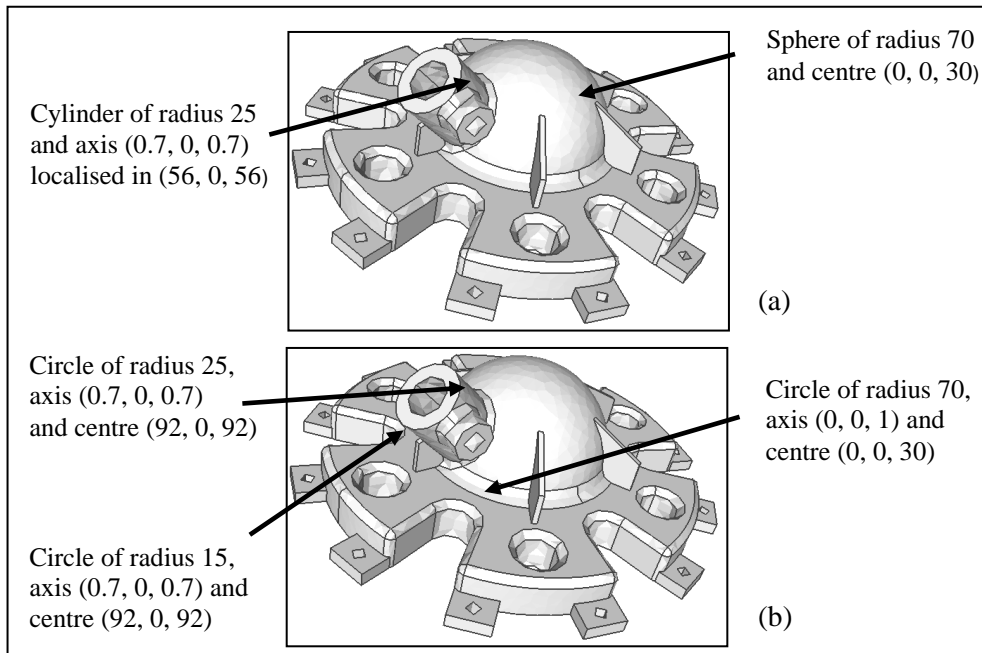 Sphere of radius 70
and centre (0, 0, 30)
Cylinder of radius 25
and axis (0.7, 0, 0.7)
localised in (56, 0, 56)
(a)
Circle of radius 25,
axis (0.7, 0, 0.7)
and centre (92, 0, 92)
Circle of radius 70,
axis (0, 0, 1) and
centre (0, 0, 30)
Circle of radius 15,
axis (0.7, 0, 0.7) and
centre (92, 0, 92)
(b)